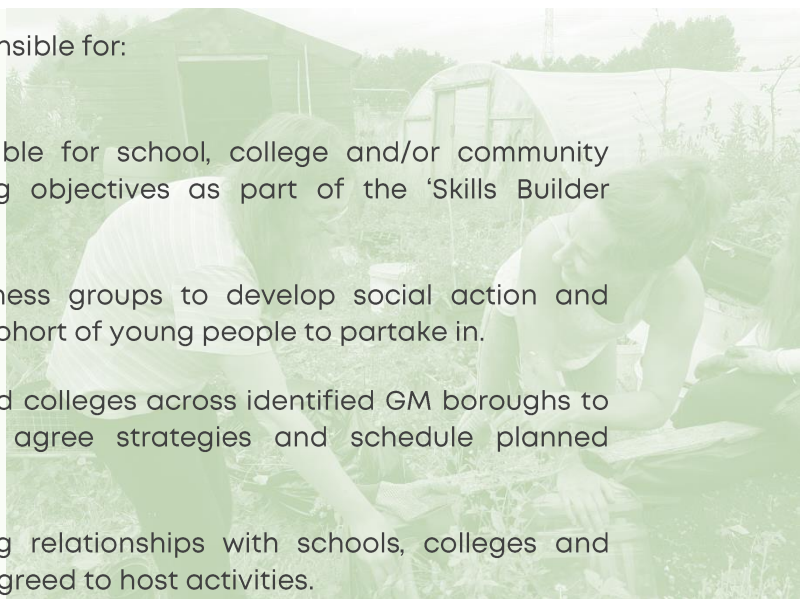 nsible for:
ble for school, college and/or community
g objectives as part of the ‘Skills Builder
ness groups to develop social action and
ohort of young people to partake in.
d colleges across identified GM boroughs to
agree strategies and schedule planned
g relationships with schools, colleges and
greed to host activities.